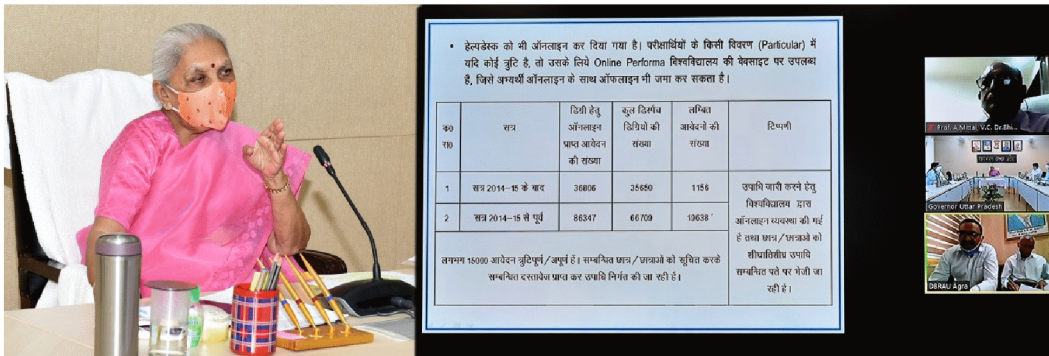 • हेल्पडेस्क को भी ऑनलाइन कर दिया गया है। परीक्षार्थियों के किसी विवरण (Particular) में
यदि कोई त्रुटि है, तो उसके लिये Online Performa विश्वविद्यालय की वेबसाइट पर उपलब्ध
है, जिसे अभ्यर्थी ऑनलाइन के साथ ऑफलाइन भी जमा कर सकता है।
क0 सं0
सत्र
डिग्री हेतु
ऑनलाइन
प्राप्त आवेदन
की संख्या
कुल डिस्पैच
डिग्रियों की
संख्या
लम्बित
आवेदनों की
संख्या
टिप्पणी
1 सत्र 2014–15 के बाद 36806 35650 1156
2 सत्र 2014–15 से पूर्व 86347 66709 19638
उपाधि जारी करने हेतु
विश्वविद्यालय द्वारा
ऑनलाइन व्यवस्था की गई
है तथा छात्र/छात्राओं को
शीघ्रातिशीघ्र उपाधि
सम्बन्धित पते पर भेजी जा
रही है।
लगभग 15000 आवेदन त्रुटिपूर्ण/अपूर्ण हैं। सम्बन्धित छात्र/छात्राओं को सूचित करके
सम्बन्धित दस्तावेज प्राप्त कर उपाधि निर्गत की जा रही है।
Prof. A Mittal, V.C. Dr.Bhi...
Governor Uttar Pradesh
DBRAU Agra